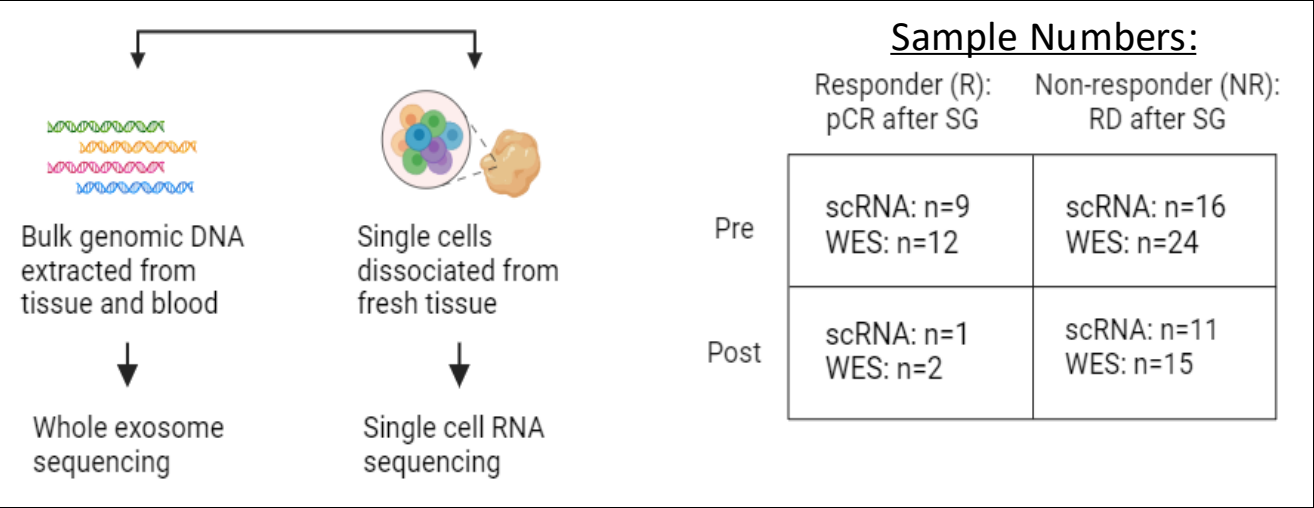 Bulk genomic DNA
extracted from
tissue and blood
Whole exosome
sequencing
Single cells
dissociated from
fresh tissue
Single cell RNA
sequencing
Sample Numbers:
Responder (R):
pCR after SG
Non-responder (NR):
RD after SG
Pre
scRNA: n=9
WES: n=12
scRNA: n=16
WES: n=24
Post
scRNA: n=1
WES: n=2
scRNA: n=11
WES: n=15